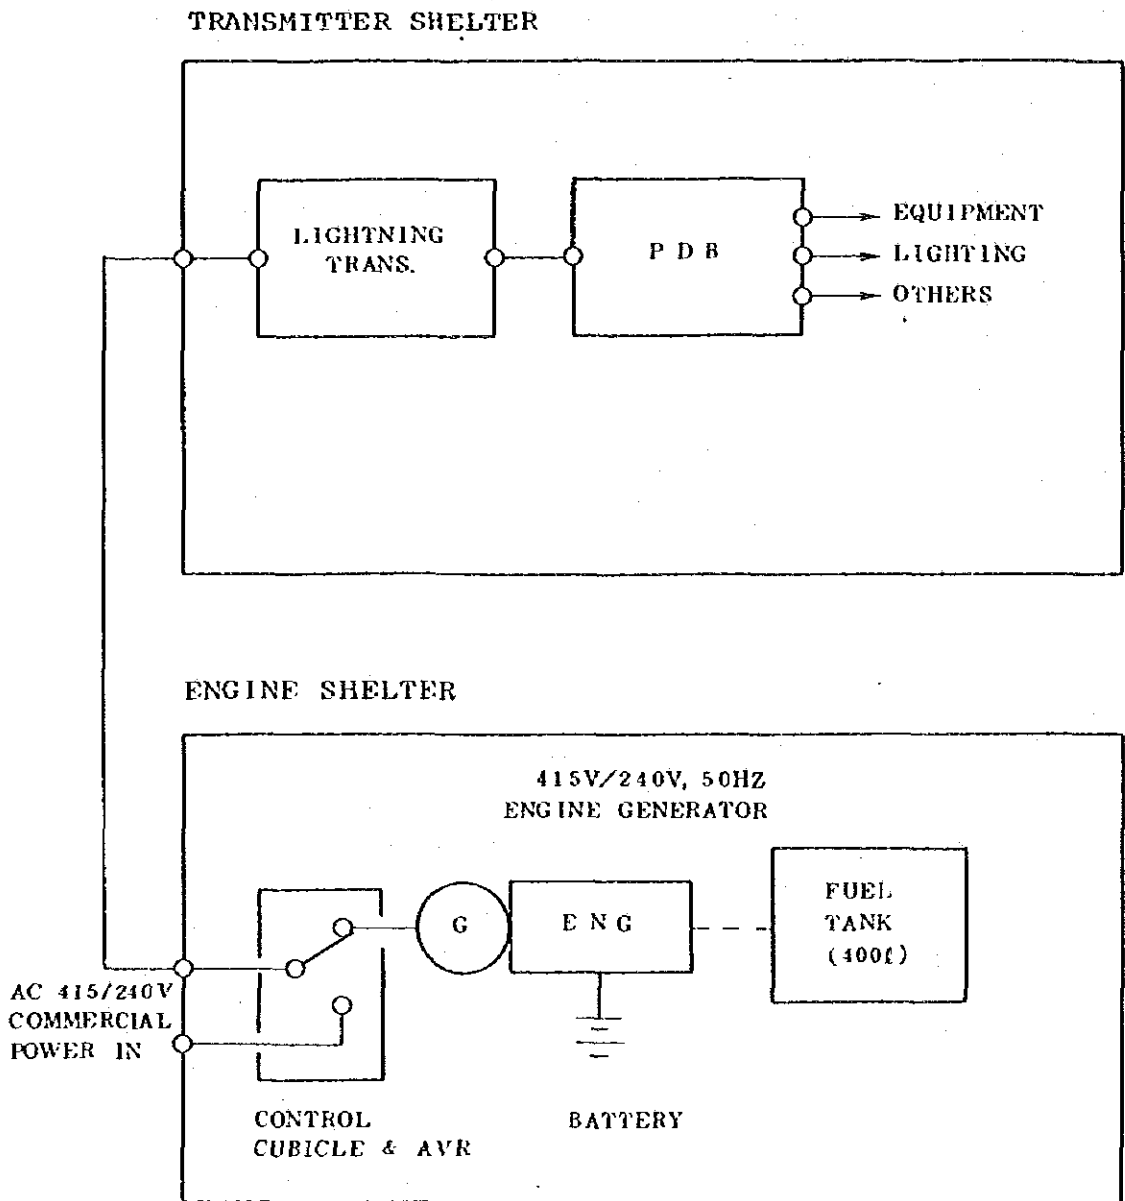 TRANSMITTER SHELTER
LIGHTNING
TRANS.
P D B
EQUIPMENT
LIGHTING
OTHERS
ENGINE SHELTER
415V/240V, 50HZ
ENGINE GENERATOR
FUEL
TANK
(400ℓ)
G
E N G
AC 415/240V
COMMERCIAL
POWER IN
CONTROL
CUBICLE & AVR
BATTERY